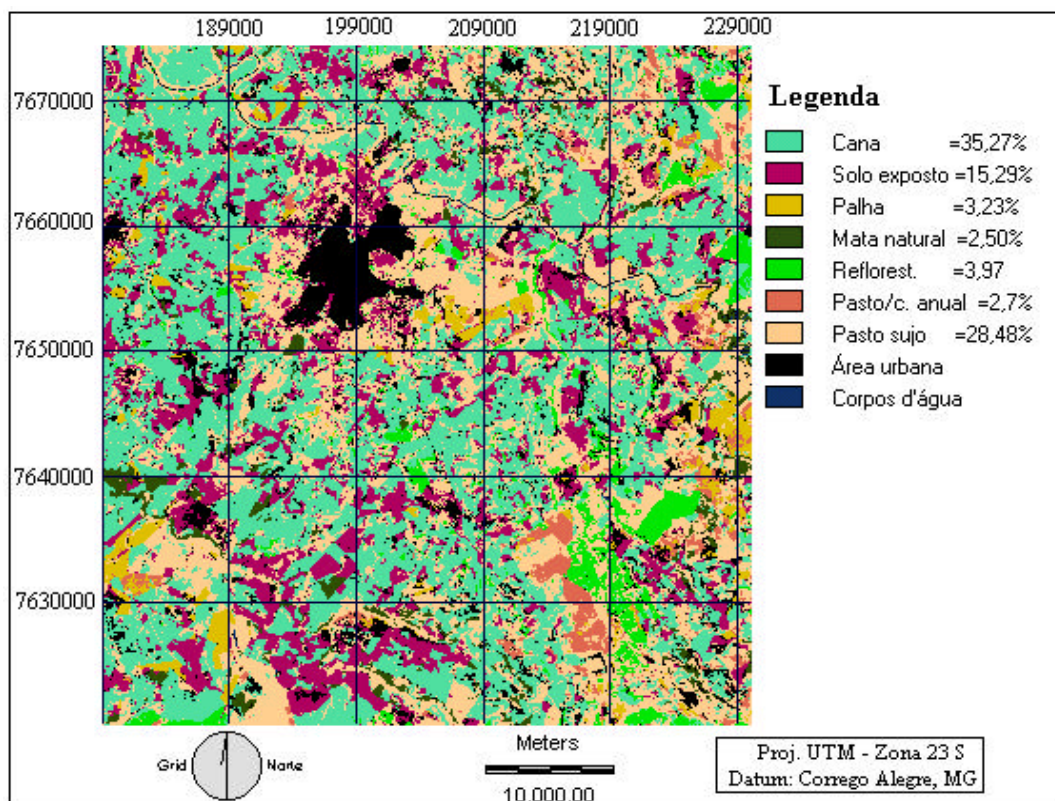 189000 199000 209000 219000 229000
7670000
7660000
7650000
7640000
7630000
Legenda
Cana =35,27%
Solo exposto =15,29%
Palha =3,23%
Mata natural =2,50%
Reflorest. =3,97
Pasto/c. anual =2,7%
Pasto sujo =28,48%
Área urbana
Corpos d'água
Grid Norte
Meters
10,000.00
Proj. UTM - Zona 23 S
Datum: Corrego Alegre, MG